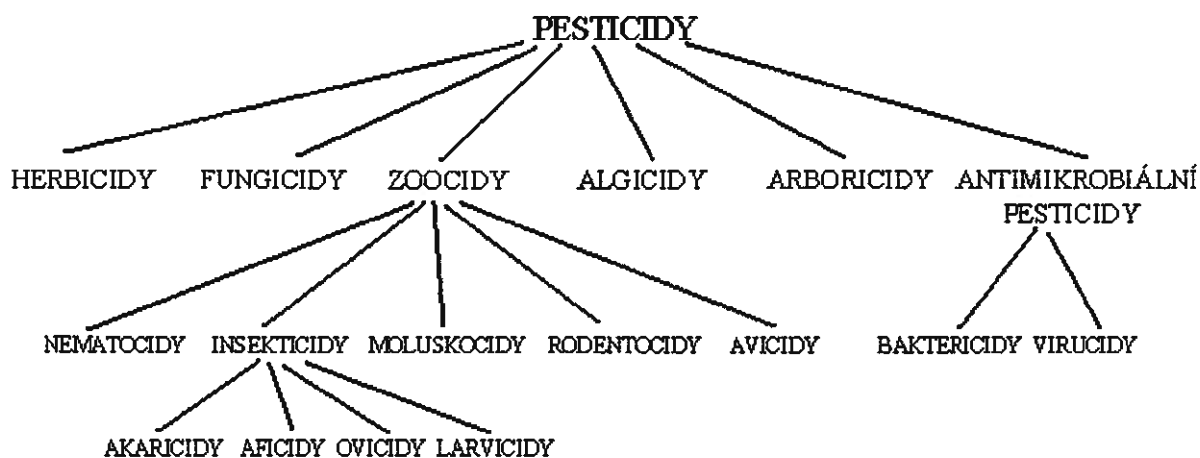 PESTICIDY
HERBICIDY FUNGICIDY ZOOCIDY ALGICIDY ARBORICIDY ANTIMIKROBIÁLNÍ
PESTICIDY
NEMATOCIDY INSEKTICIDY MOLUSKOCIDY RODENTOCIDY AVICIDY BAKTERICIDY VIRUCIDY
AKARICIDY AFICIDY OVICIDY LARVICIDY